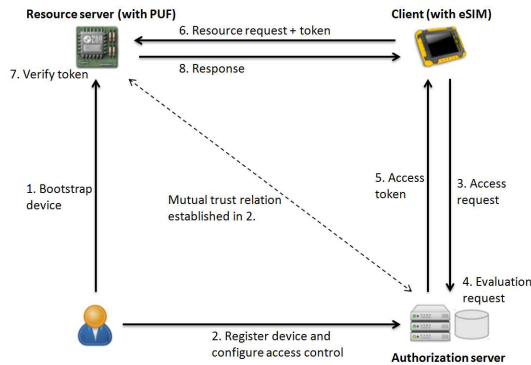 Resource server (with PUF)
Client (with eSIM)
6. Resource request + token
7. Verify token
8. Response
1. Bootstrap
device
Mutual trust relation
established in 2.
5. Access
token
3. Access
request
4. Evaluation
request
2. Register device and
configure access control
Authorization server